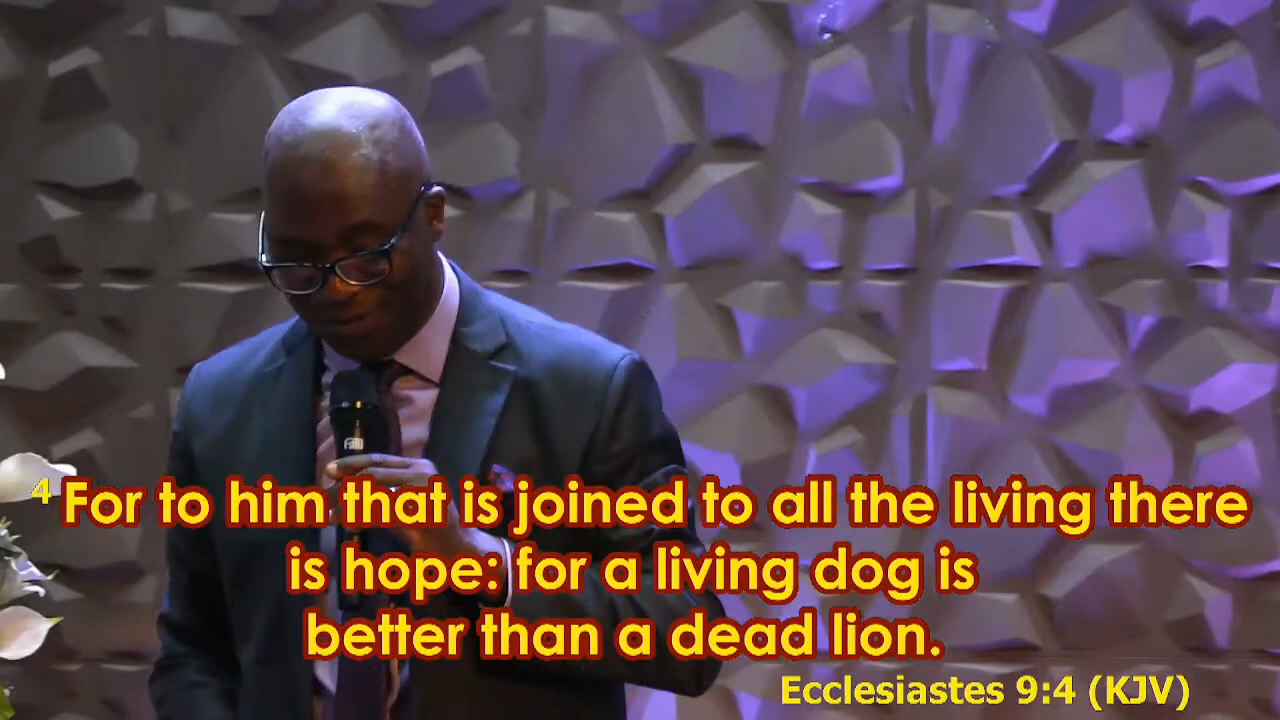 4 For to him that is joined to all the living there
is hope: for a living dog is
better than a dead lion.
Ecclesiastes 9:4 (KJV)